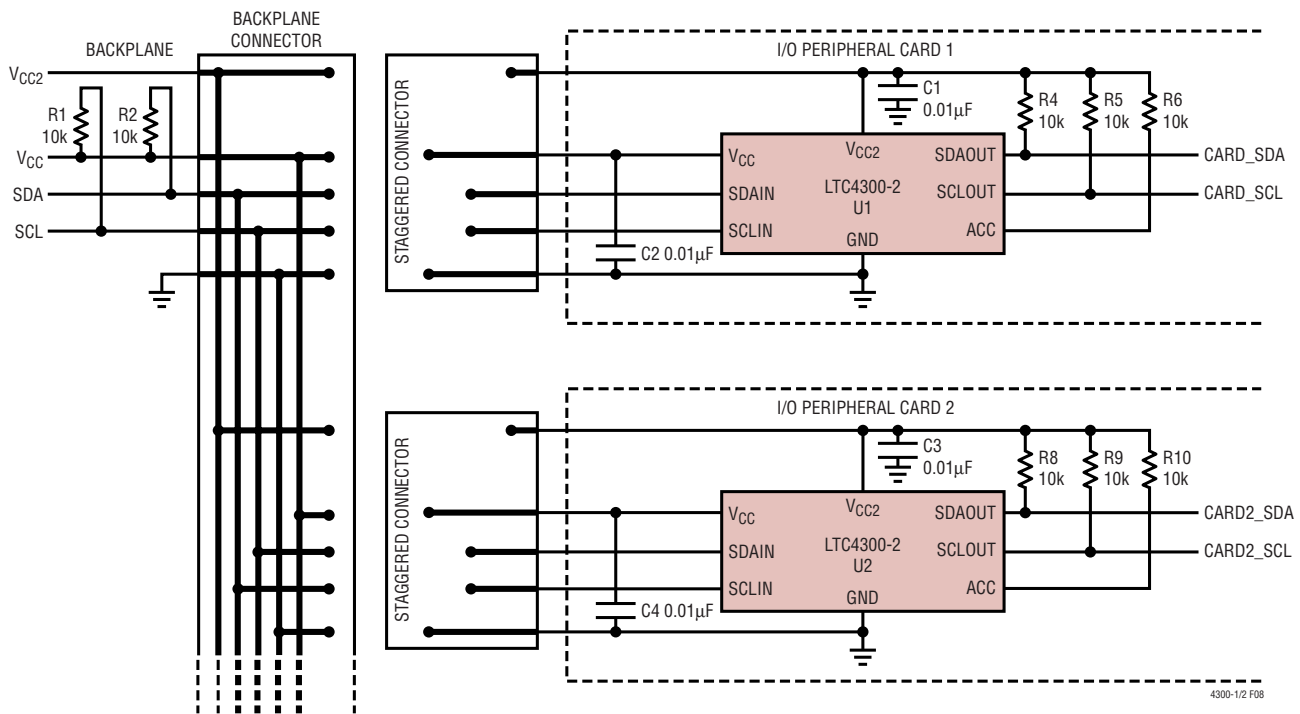 BACKPLANE
BACKPLANE
CONNECTOR
VCC2
R1
10k
R2
10k
VCC
SDA
SCL
STAGGERED CONNECTOR
I/O PERIPHERAL CARD 1
C1
0.01µF
R4
10k
R5
10k
R6
10k
VCC
VCC2
SDAOUT
CARD_SDA
SDAIN
LTC4300-2
U1
SCLOUT
CARD_SCL
SCLIN
GND
ACC
C2 0.01µF
STAGGERED CONNECTOR
I/O PERIPHERAL CARD 2
C3
0.01µF
R8
10k
R9
10k
R10
10k
VCC
VCC2
SDAOUT
CARD2_SDA
SDAIN
LTC4300-2
U2
SCLOUT
CARD2_SCL
SCLIN
GND
ACC
C4 0.01µF
4300-1/2 F08